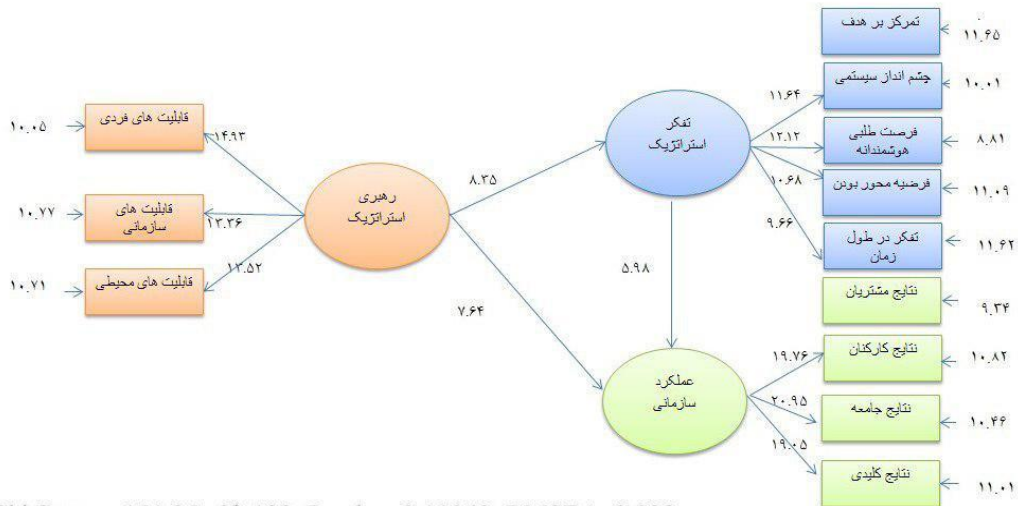 تمرکز بر هدف
۱۱.۶۵
چشم انداز سیستمی
۱۰.۰۱
۱۱.۶۴
قابلیت های فردی
۱۰.۰۵
۱۴.۹۳
تفکر
استراتژیک
۱۲.۱۲
فرصت طلبی
هوشمندانه
۸.۸۱
۸.۳۵
۱۰.۶۸
فرضیه محور بودن
۱۱.۰۹
رهبری
استراتژیک
قابلیت های
سازمانی
۱۰.۷۷
۱۳.۳۶
۹.۶۶
تفکر در طول
زمان
۱۱.۶۲
۵.۹۸
۱۳.۵۲
قابلیت های محیطی
۱۰.۷۱
نتایج مشتریان
۹.۳۴
۷.۶۴
نتایج کارکنان
۱۰.۸۲
۱۹.۷۶
عملکرد
سازمانی
۲۰.۹۵
نتایج جامعه
۱۰.۴۶
۱۹.۰۵
نتایج کلیدی
۱۱.۰۱